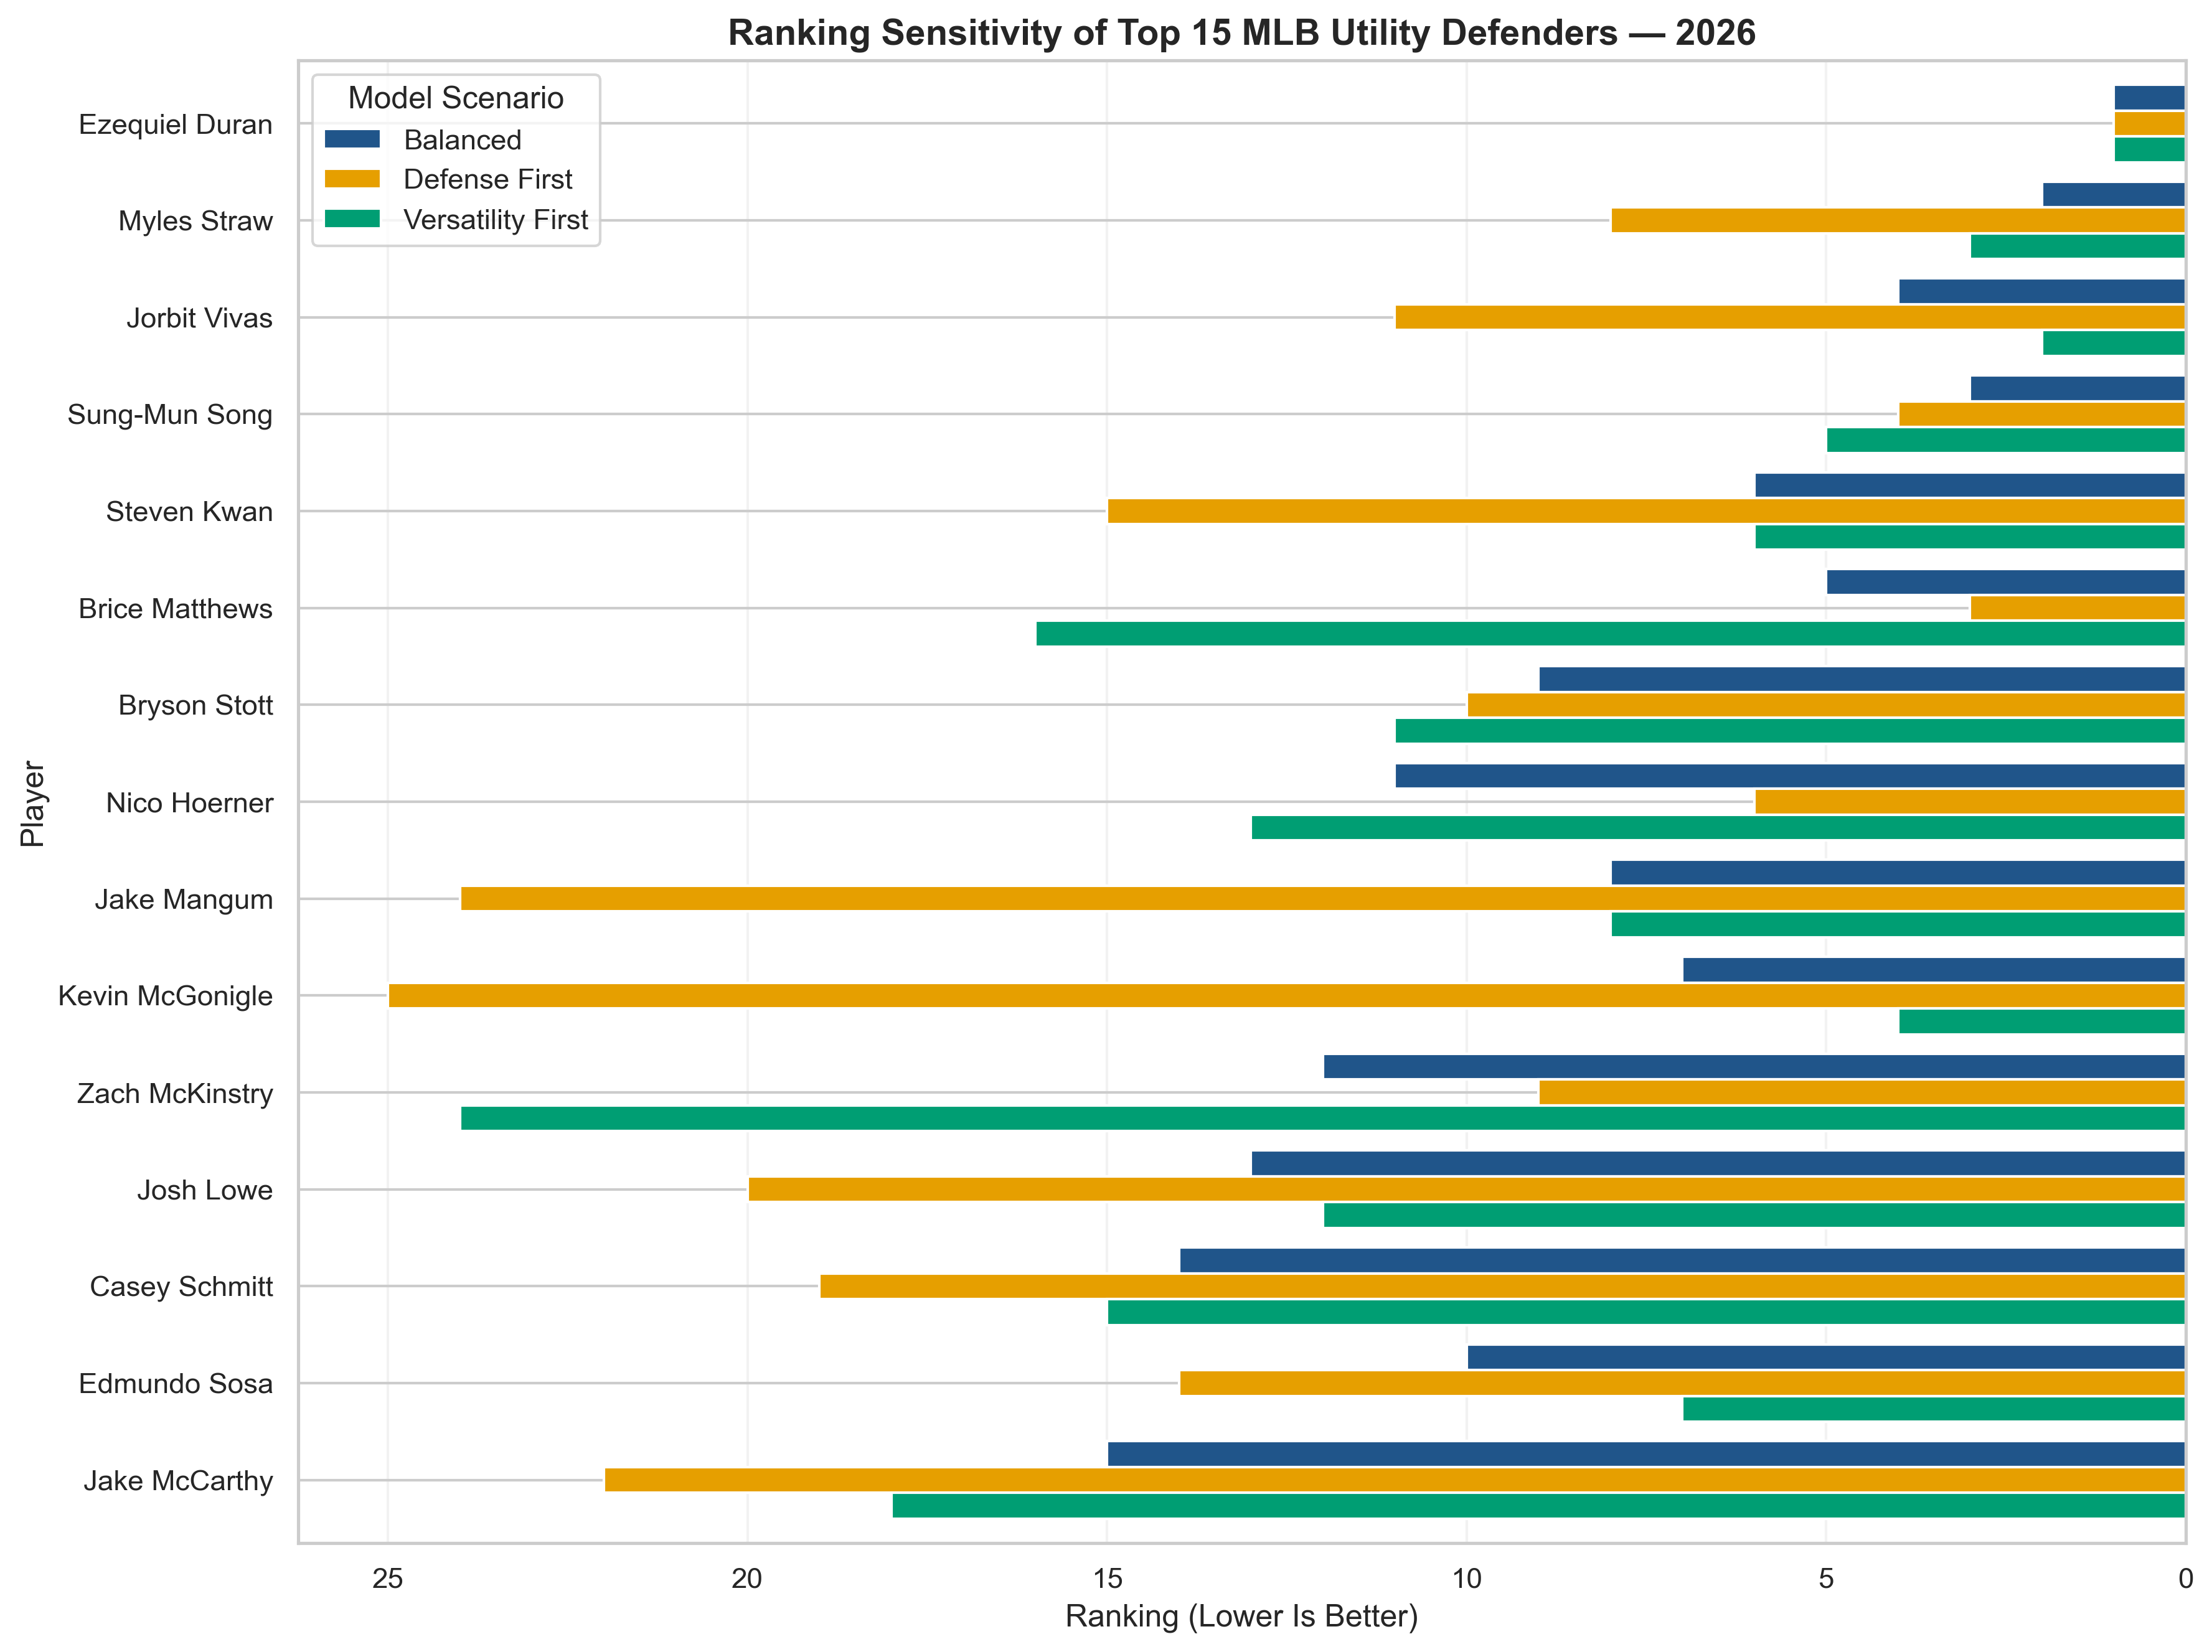 Ranking Sensitivity of Top 15 MLB Utility Defenders — 2026
Model Scenario
Balanced
Defense First
Versatility First
Player
Ezequiel Duran
Myles Straw
Jorbit Vivas
Sung-Mun Song
Steven Kwan
Brice Matthews
Bryson Stott
Nico Hoerner
Jake Mangum
Kevin McGonigle
Zach McKinstry
Josh Lowe
Casey Schmitt
Edmundo Sosa
Jake McCarthy
25 20 15 10 5 0
Ranking (Lower Is Better)